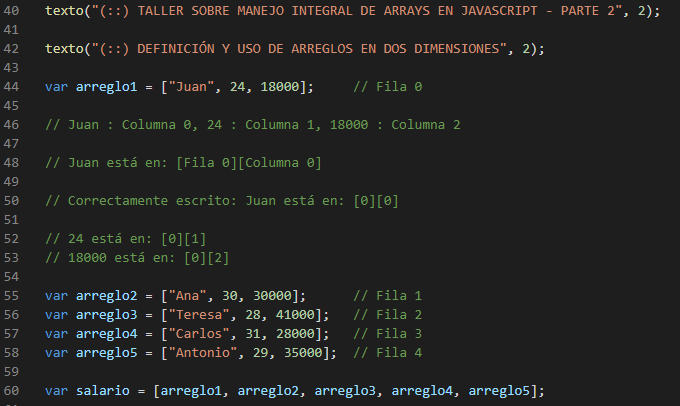 40 texto("(::) TALLER SOBRE MANEJO INTEGRAL DE ARRAYS EN JAVASCRIPT - PARTE 2", 2);
41
42 texto("(::) DEFINICIÓN Y USO DE ARREGLOS EN DOS DIMENSIONES", 2);
43
44 var arreglo1 = ["Juan", 24, 18000];     // Fila 0
45
46 // Juan : Columna 0, 24 : Columna 1, 18000 : Columna 2
47
48 // Juan está en: [Fila 0][Columna 0]
49
50 // Correctamente escrito: Juan está en: [0][0]
51
52 // 24 está en: [0][1]
53 // 18000 está en: [0][2]
54
55 var arreglo2 = ["Ana", 30, 30000];      // Fila 1
56 var arreglo3 = ["Teresa", 28, 41000];   // Fila 2
57 var arreglo4 = ["Carlos", 31, 28000];   // Fila 3
58 var arreglo5 = ["Antonio", 29, 35000];  // Fila 4
59
60 var salario = [arreglo1, arreglo2, arreglo3, arreglo4, arreglo5];